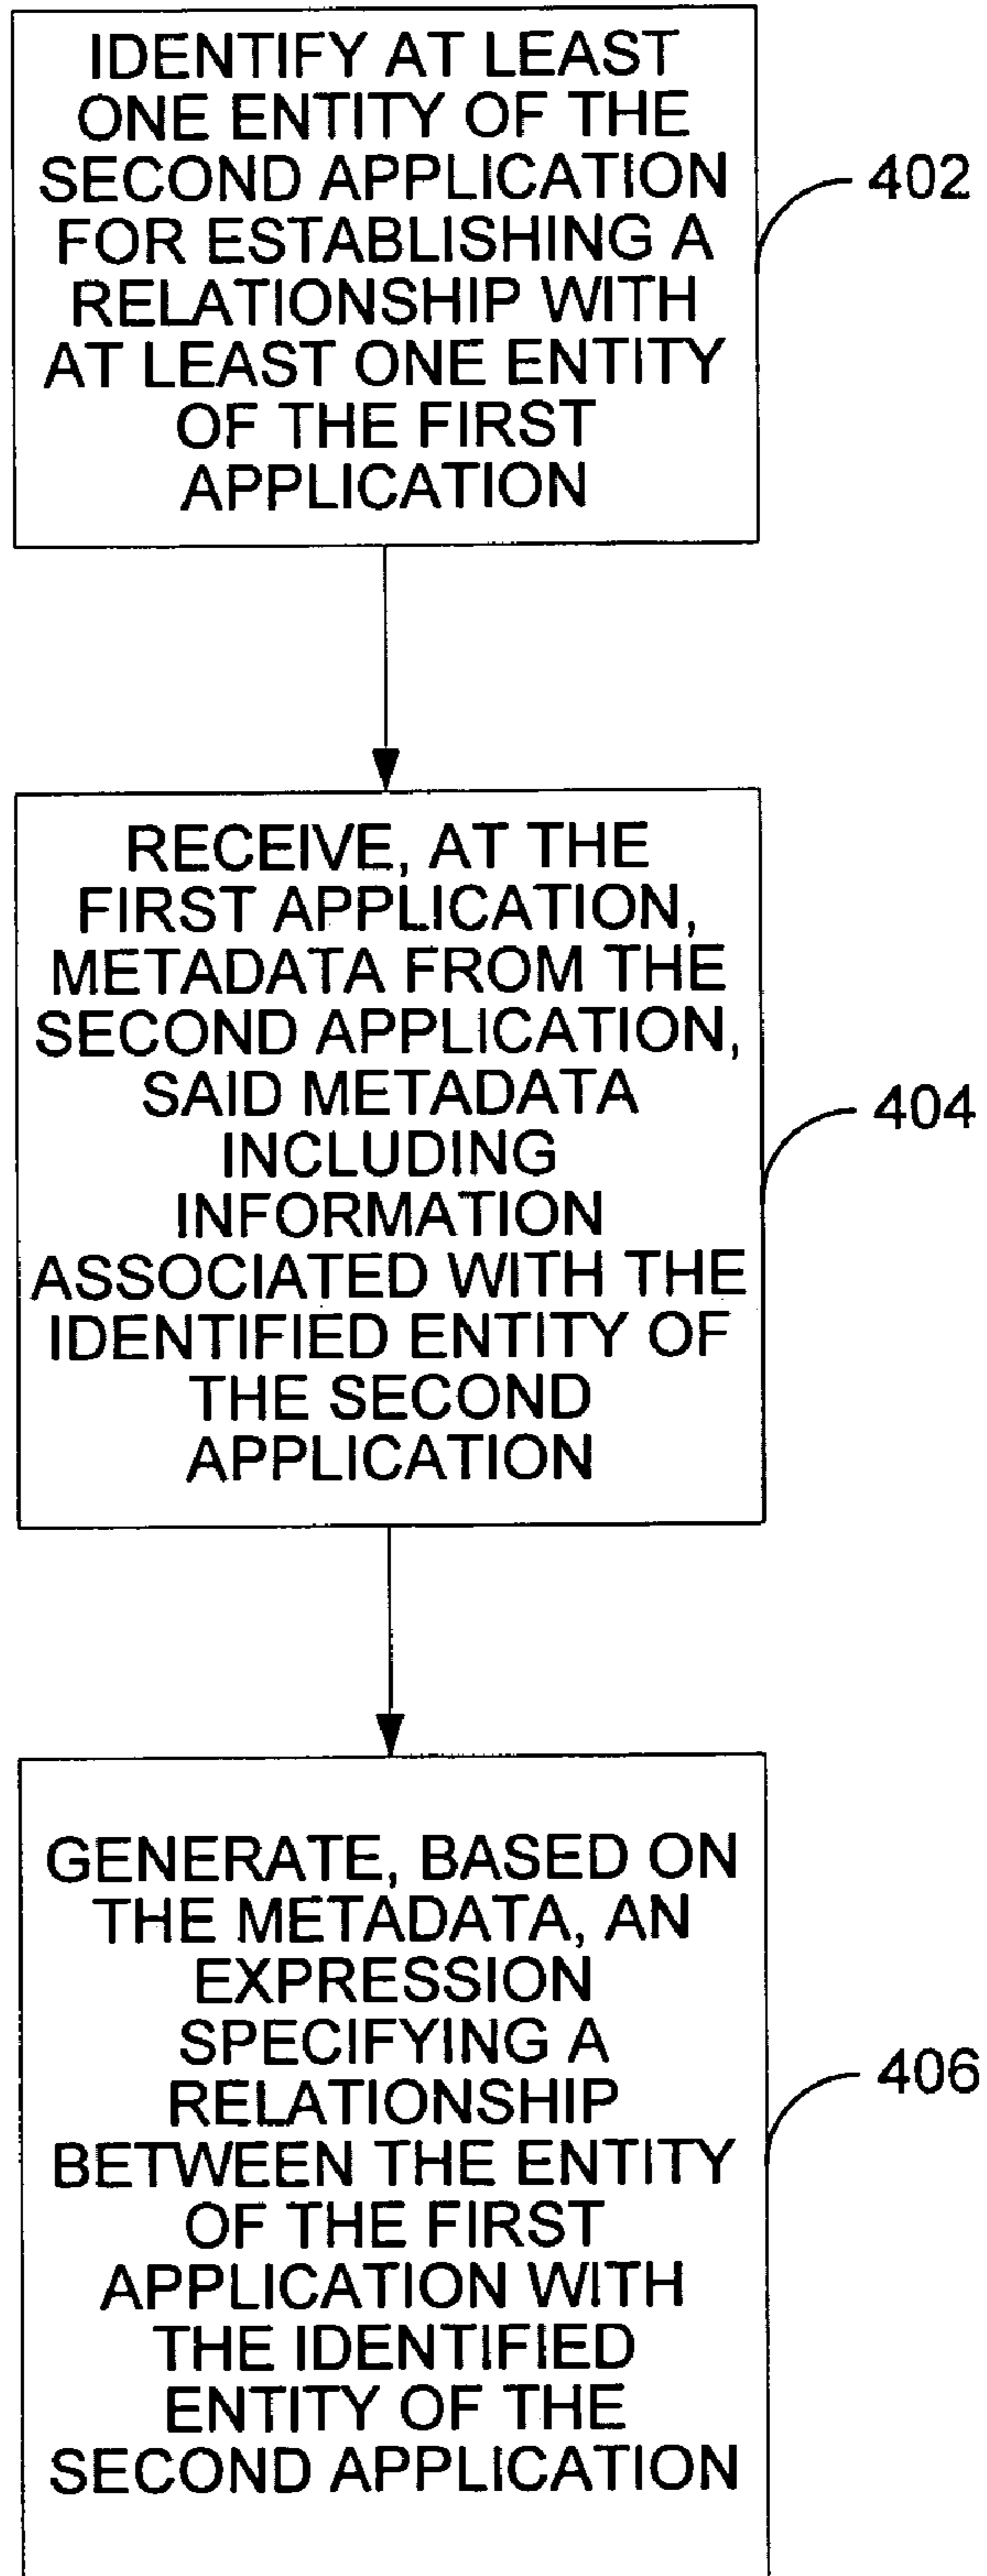 IDENTIFY AT LEAST
ONE ENTITY OF THE
SECOND APPLICATION
FOR ESTABLISHING A
RELATIONSHIP WITH
AT LEAST ONE ENTITY
OF THE FIRST
APPLICATION
402
RECEIVE, AT THE
FIRST APPLICATION,
METADATA FROM THE
SECOND APPLICATION,
SAID METADATA
INCLUDING
INFORMATION
ASSOCIATED WITH THE
IDENTIFIED ENTITY OF
THE SECOND
APPLICATION
404
GENERATE, BASED ON
THE METADATA, AN
EXPRESSION
SPECIFYING A
RELATIONSHIP
BETWEEN THE ENTITY
OF THE FIRST
APPLICATION WITH
THE IDENTIFIED
ENTITY OF THE
SECOND APPLICATION
406